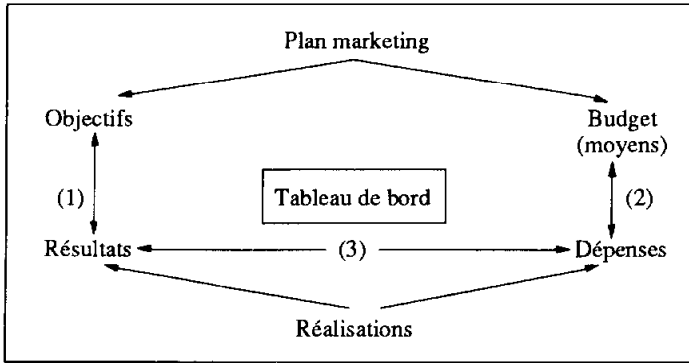 Plan marketing
Objectifs
Budget
(moyens)
(1)
Tableau de bord
(2)
Résultats
(3)
Dépenses
Réalisations